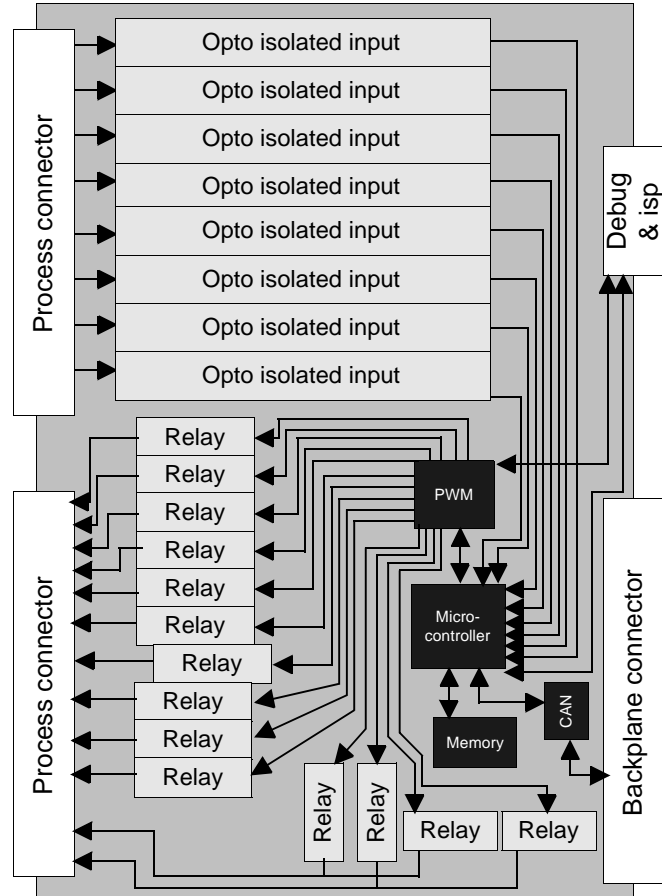 Process connector
Opto isolated input
Opto isolated input
Opto isolated input
Opto isolated input
Opto isolated input
Opto isolated input
Opto isolated input
Opto isolated input
Debug
& isp
Process connector
Relay
Relay
Relay
Relay
Relay
Relay
Relay
Relay
Relay
Relay
Relay
Relay
Relay
Relay
PWM
Micro-
controller
Memory
CAN
Backplane connector